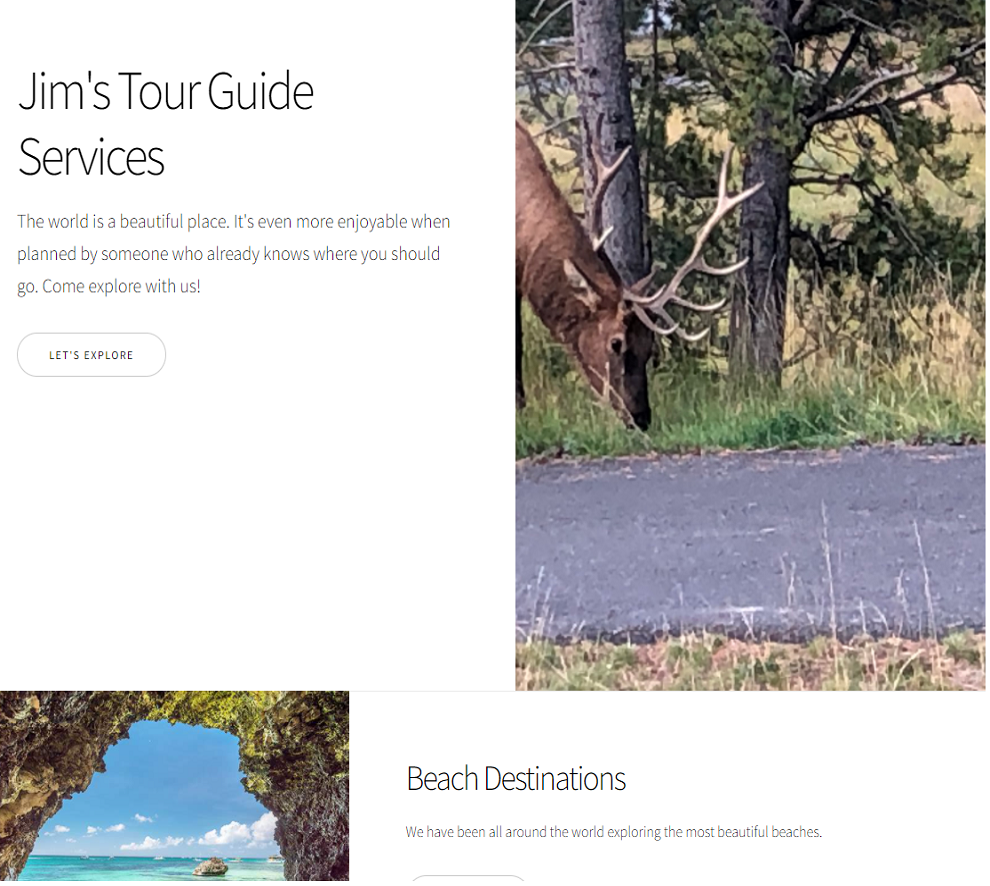 Jim's Tour Guide
Services
The world is a beautiful place. It's even more enjoyable when
planned by someone who already knows where you should
go. Come explore with us!
LET'S EXPLORE
Beach Destinations
We have been all around the world exploring the most beautiful beaches.